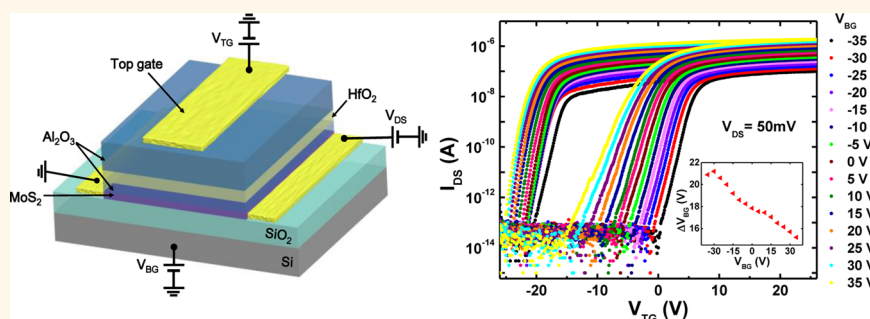 V_TG
Top gate
HfO₂
V_DS
Al₂O₃
MoS₂
SiO₂
Si
V_BG
I_DS (A)
10⁻⁶
10⁻⁸
10⁻¹⁰
10⁻¹²
10⁻¹⁴
-20
-10
0
10
20
V_TG (V)
V_DS = 50mV
ΔV_BG (V)
20
18
16
-30
-15
0
15
30
V_BG (V)
V_BG
-35 V
-30 V
-25 V
-20 V
-15 V
-10 V
-5 V
0 V
5 V
10 V
15 V
20 V
25 V
30 V
35 V